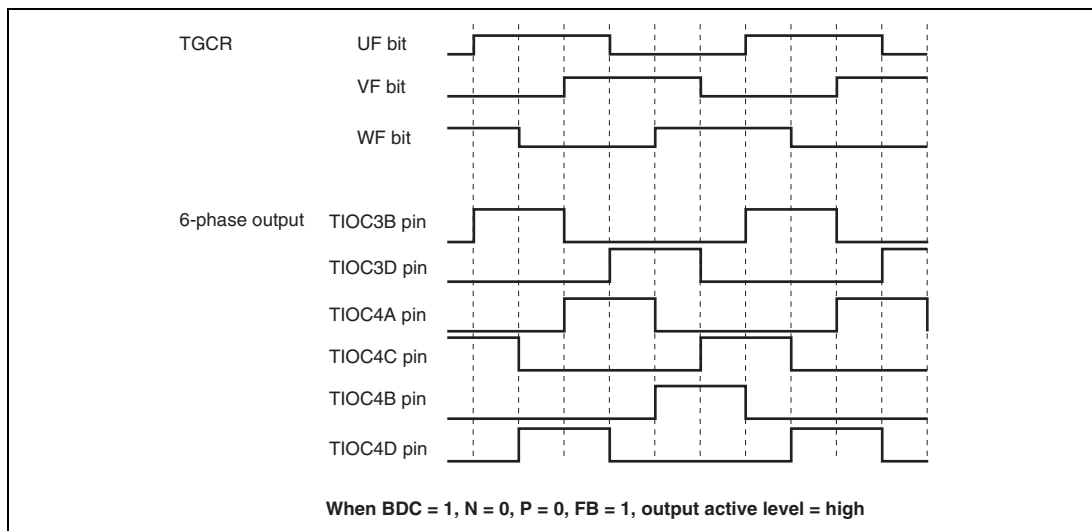 TGCR UF bit
VF bit
WF bit
6-phase output TIOC3B pin
TIOC3D pin
TIOC4A pin
TIOC4C pin
TIOC4B pin
TIOC4D pin
When BDC = 1, N = 0, P = 0, FB = 1, output active level = high